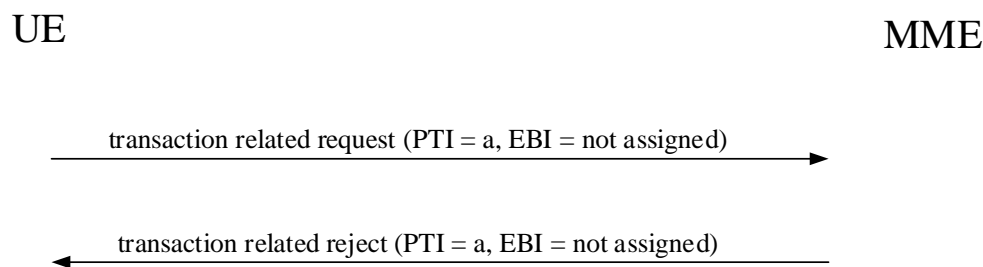 UE
MME
transaction related request (PTI = a, EBI = not assigned)
transaction related reject (PTI = a, EBI = not assigned)